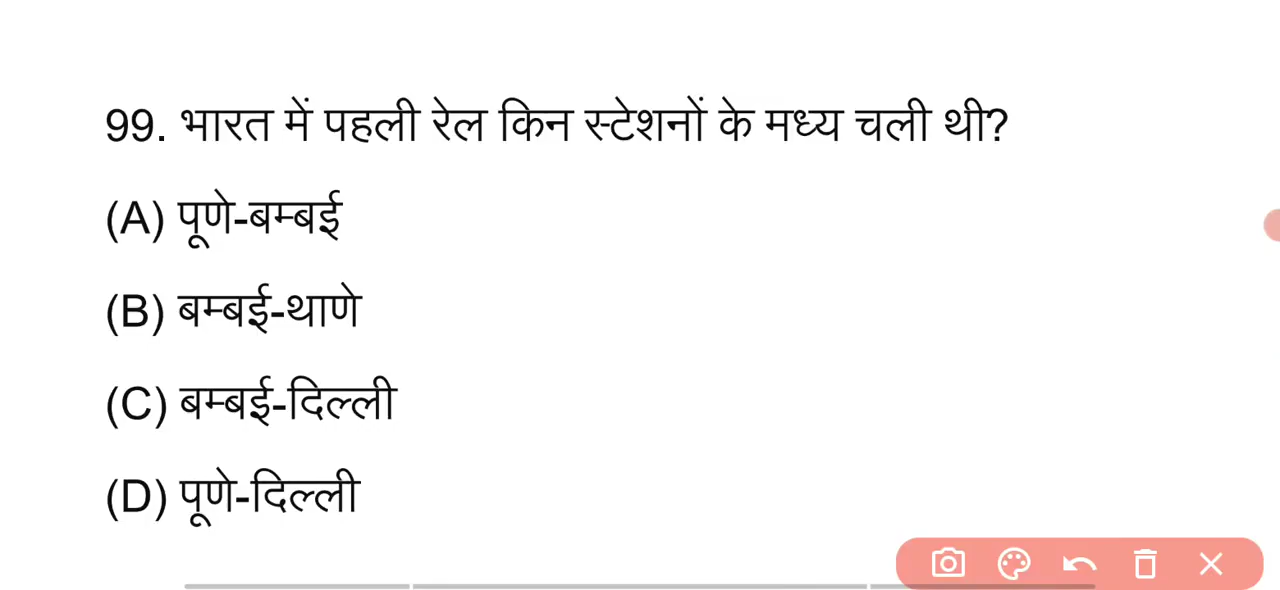 99. भारत में पहली रेल किन स्टेशनों के मध्य चली थी?
(A) पूणे-बम्बई
(B) बम्बई-थाणे
(C) बम्बई-दिल्ली
(D) पूणे-दिल्ली